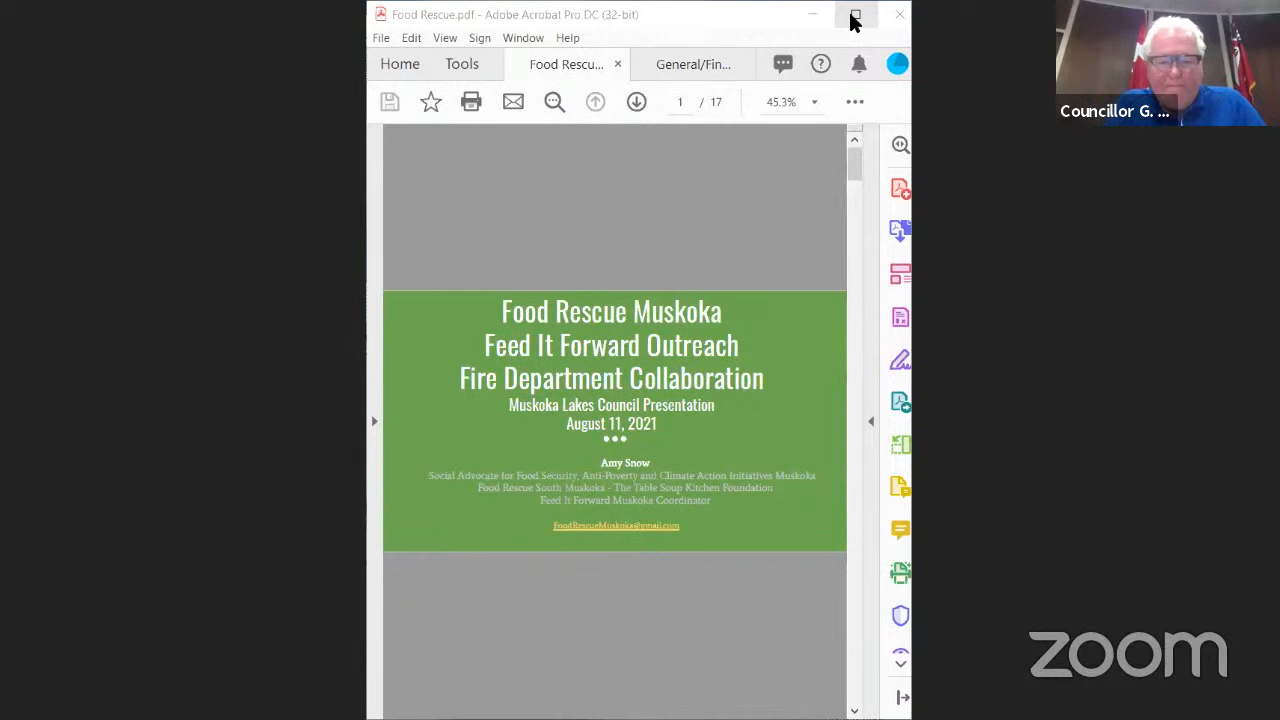 Food Rescue.pdf - Adobe Acrobat Pro DC (32-bit)
File Edit View Sign Window Help
Home Tools Food Rescu... × General/Fin...
1 / 17 45.3%
Food Rescue Muskoka
Feed It Forward Outreach
Fire Department Collaboration
Muskoka Lakes Council Presentation
August 11, 2021
Amy Snow
Social Advocate for Food Security, Anti-Poverty and Climate Action Initiatives Muskoka
Food Rescue South Muskoka - The Table Soup Kitchen Foundation
Feed It Forward Muskoka Coordinator
FoodRescueMuskoka@gmail.com
Councillor G. ...
zoom